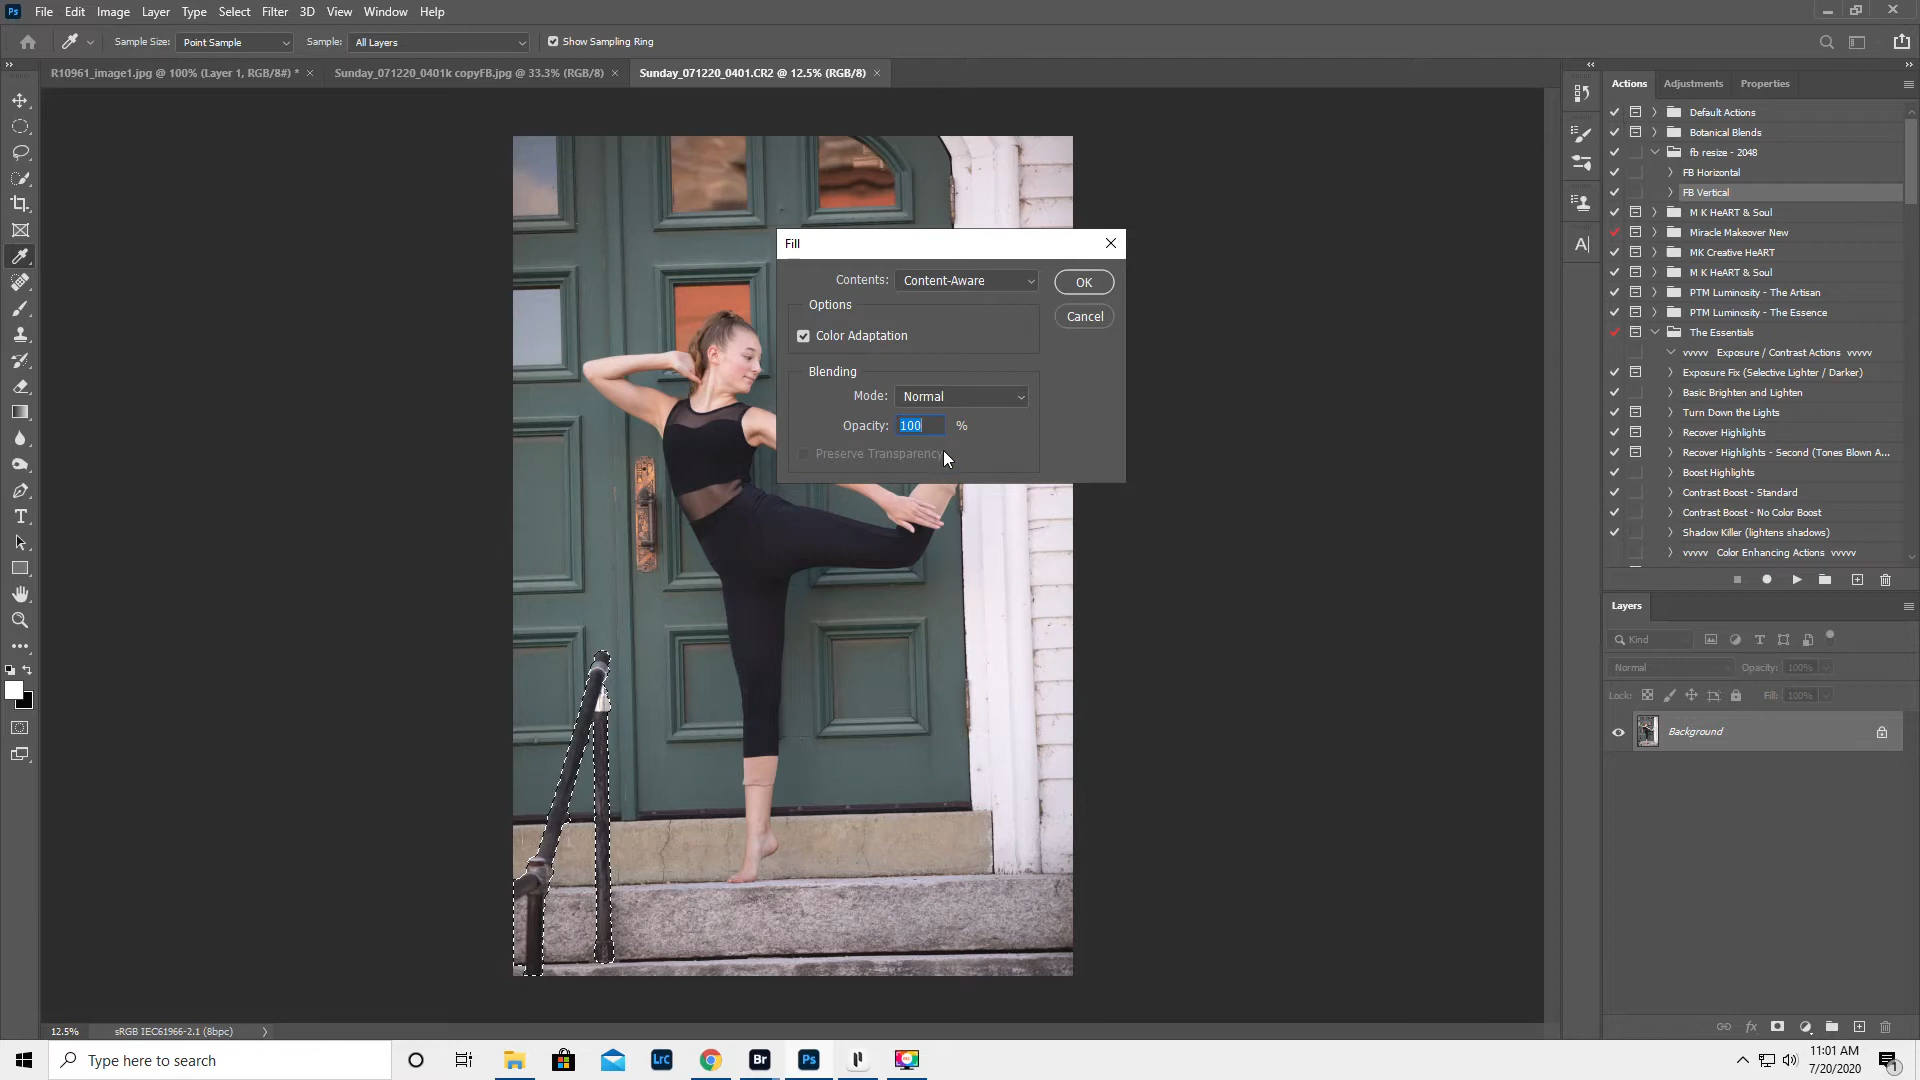 Ps File Edit Image Layer Type Select Filter 3D View Window Help
Sample Size: Point Sample Sample: All Layers Show Sampling Ring
R10961_image1.jpg @ 100% (Layer 1, RGB/8#) * × Sunday_071220_0401k copyFB.jpg @ 33.3% (RGB/8) × Sunday_071220_0401.CR2 @ 12.5% (RGB/8) ×
Fill
Contents: Content-Aware
OK
Options
Cancel
Color Adaptation
Blending
Mode: Normal
Opacity: 100 %
Preserve Transparency
Actions Adjustments Properties
Default Actions
Botanical Blends
fb resize - 2048
FB Horizontal
FB Vertical
M K HeART & Soul
Miracle Makeover New
MK Creative HeART
M K HeART & Soul
PTM Luminosity - The Artisan
PTM Luminosity - The Essence
The Essentials
vvvvv Exposure / Contrast Actions vvvvv
Exposure Fix (Selective Lighter / Darker)
Basic Brighten and Lighten
Turn Down the Lights
Recover Highlights
Recover Highlights - Second (Tones Blown A...
Boost Highlights
Contrast Boost - Standard
Contrast Boost - No Color Boost
Shadow Killer (lightens shadows)
vvvvv Color Enhancing Actions vvvvv
Layers
Kind
Normal Opacity: 100%
Lock: Fill: 100%
Background
12.5% sRGB IEC61966-2.1 (8bpc)
Type here to search
LrC Br Ps
11:01 AM
7/20/2020
1